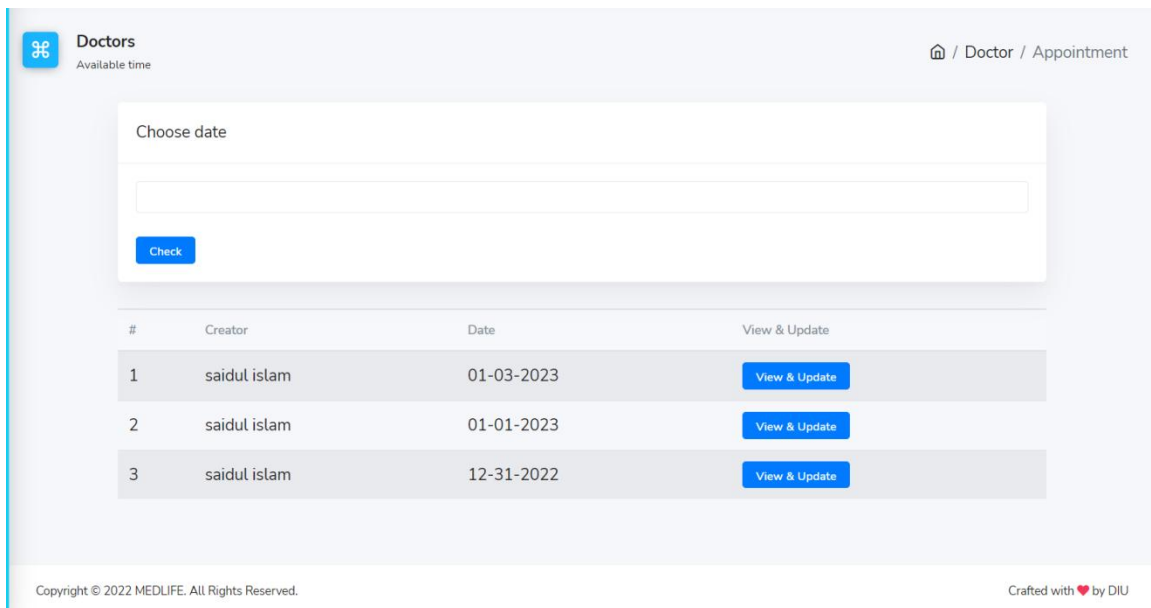 Doctors
Available time
/ Doctor / Appointment
Choose date
Check
# Creator Date View & Update
1 saidul islam 01-03-2023 View & Update
2 saidul islam 01-01-2023 View & Update
3 saidul islam 12-31-2022 View & Update
Copyright © 2022 MEDLIFE. All Rights Reserved.
Crafted with ❤ by DIU